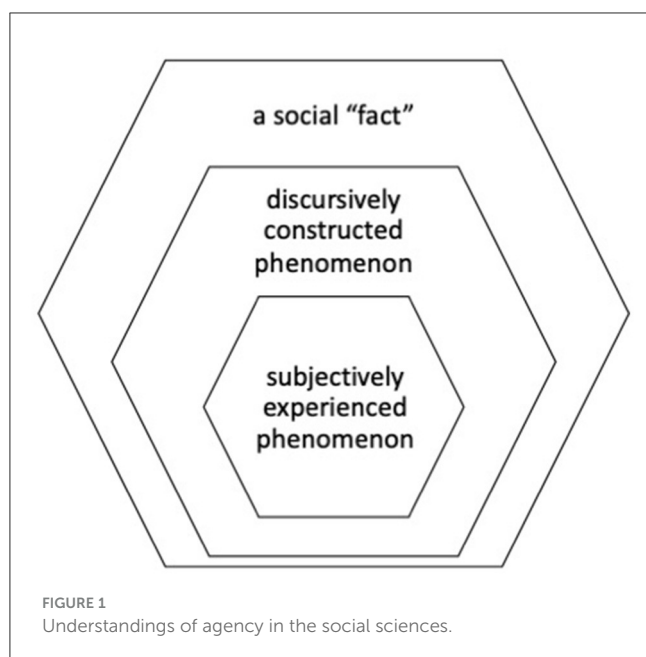 a social “fact”
discursively
constructed
phenomenon
subjectively
experienced
phenomenon
FIGURE 1
Understandings of agency in the social sciences.